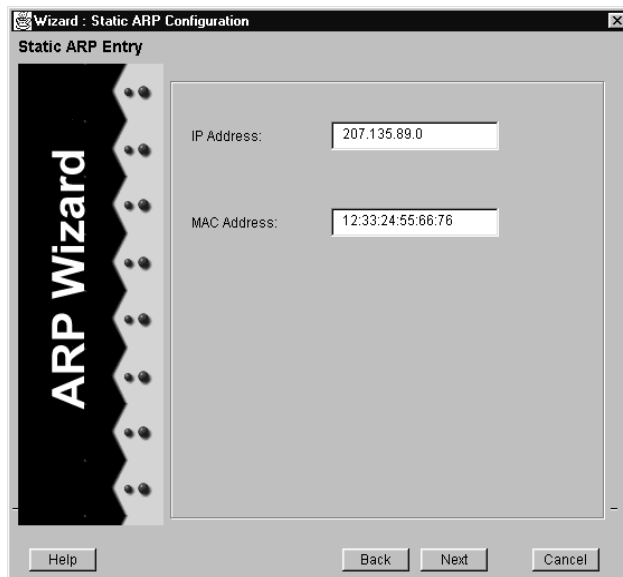 Wizard : Static ARP Configuration
Static ARP Entry
ARP Wizard
IP Address: 207.135.89.0
MAC Address: 12:33:24:55:66:76
Help Back Next Cancel